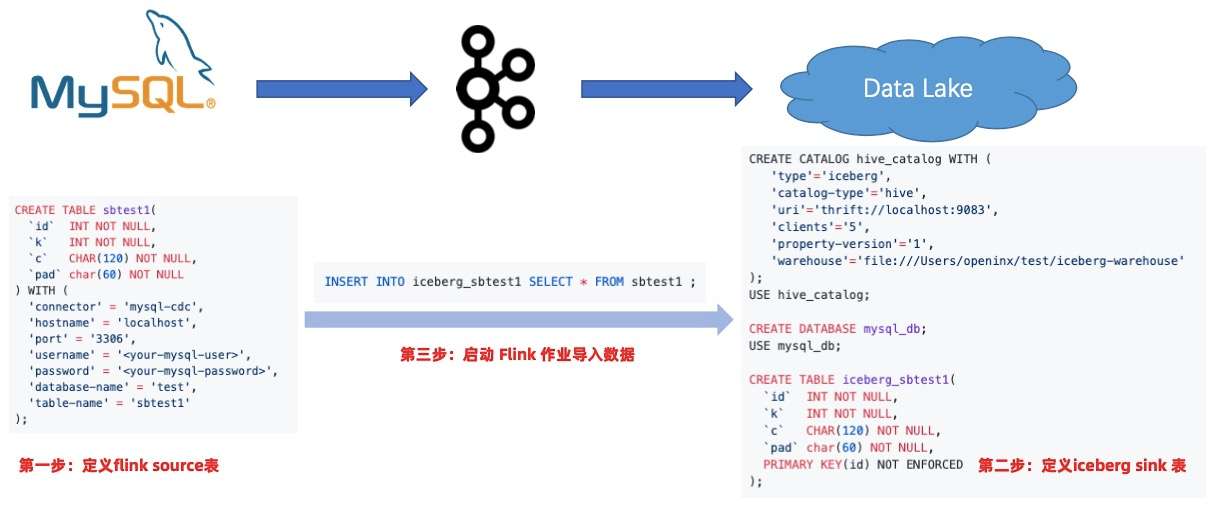 MySQL®
Data Lake
CREATE TABLE sbtest1(
  `id`  INT NOT NULL,
  `k`   INT NOT NULL,
  `c`   CHAR(120) NOT NULL,
  `pad` char(60) NOT NULL
) WITH (
  'connector' = 'mysql-cdc',
  'hostname' = 'localhost',
  'port' = '3306',
  'username' = '<your-mysql-user>',
  'password' = '<your-mysql-password>',
  'database-name' = 'test',
  'table-name' = 'sbtest1'
);
第一步：定义flink source表
INSERT INTO iceberg_sbtest1 SELECT * FROM sbtest1 ;
第三步：启动 Flink 作业导入数据
CREATE CATALOG hive_catalog WITH (
   'type'='iceberg',
   'catalog-type'='hive',
   'uri'='thrift://localhost:9083',
   'clients'='5',
   'property-version'='1',
   'warehouse'='file:///Users/openinx/test/iceberg-warehouse'
);
USE hive_catalog;
CREATE DATABASE mysql_db;
USE mysql_db;
CREATE TABLE iceberg_sbtest1(
  `id`  INT NOT NULL,
  `k`   INT NOT NULL,
  `c`   CHAR(120) NOT NULL,
  `pad` char(60) NOT NULL,
  PRIMARY KEY(id) NOT ENFORCED
);
第二步：定义iceberg sink 表